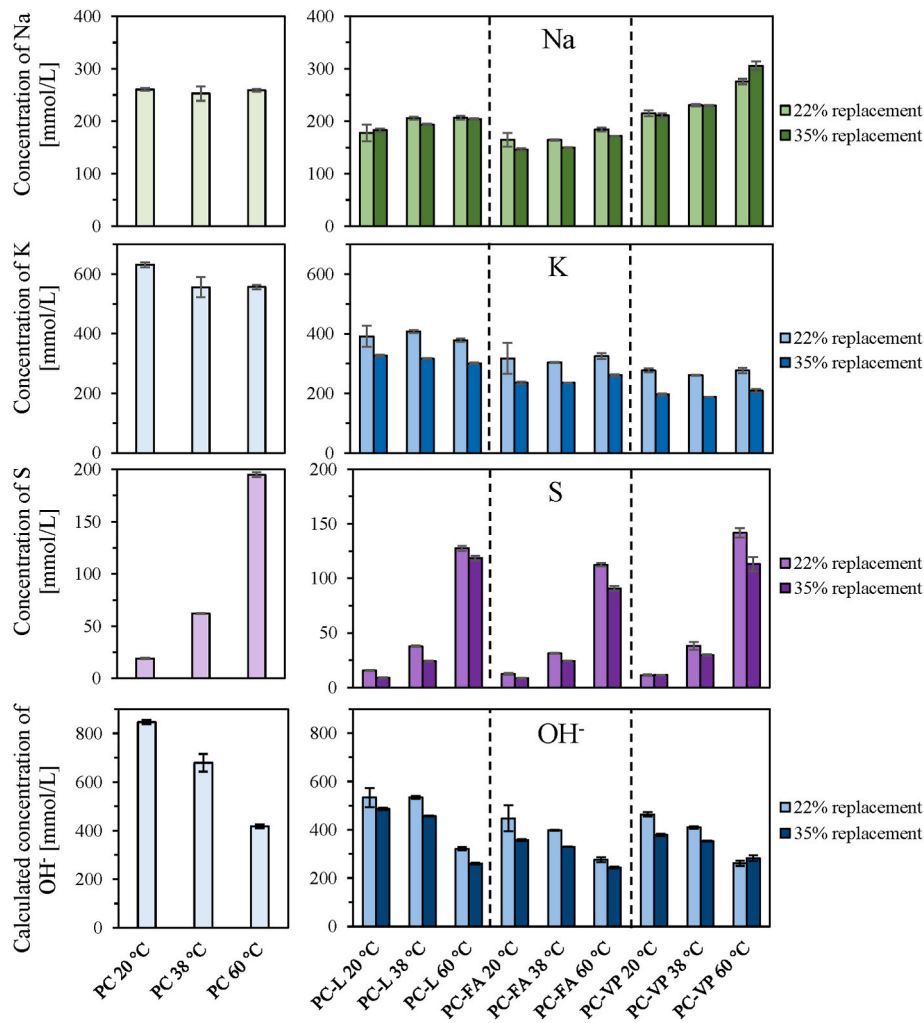 Concentration of Na
[mmol/L]
400
300
200
100
0
400
300
200
100
0
Na
22% replacement
35% replacement
Concentration of K
[mmol/L]
600
400
200
0
600
400
200
0
K
22% replacement
35% replacement
Concentration of S
[mmol/L]
200
150
100
50
0
200
150
100
50
0
S
22% replacement
35% replacement
Calculated concentration of
OH⁻ [mmol/L]
800
600
400
200
0
800
600
400
200
0
OH⁻
22% replacement
35% replacement
PC 20 °C
PC 38 °C
PC 60 °C
PC-L 20 °C
PC-L 38 °C
PC-L 60 °C
PC-FA 20 °C
PC-FA 38 °C
PC-FA 60 °C
PC-VP 20 °C
PC-VP 38 °C
PC-VP 60 °C